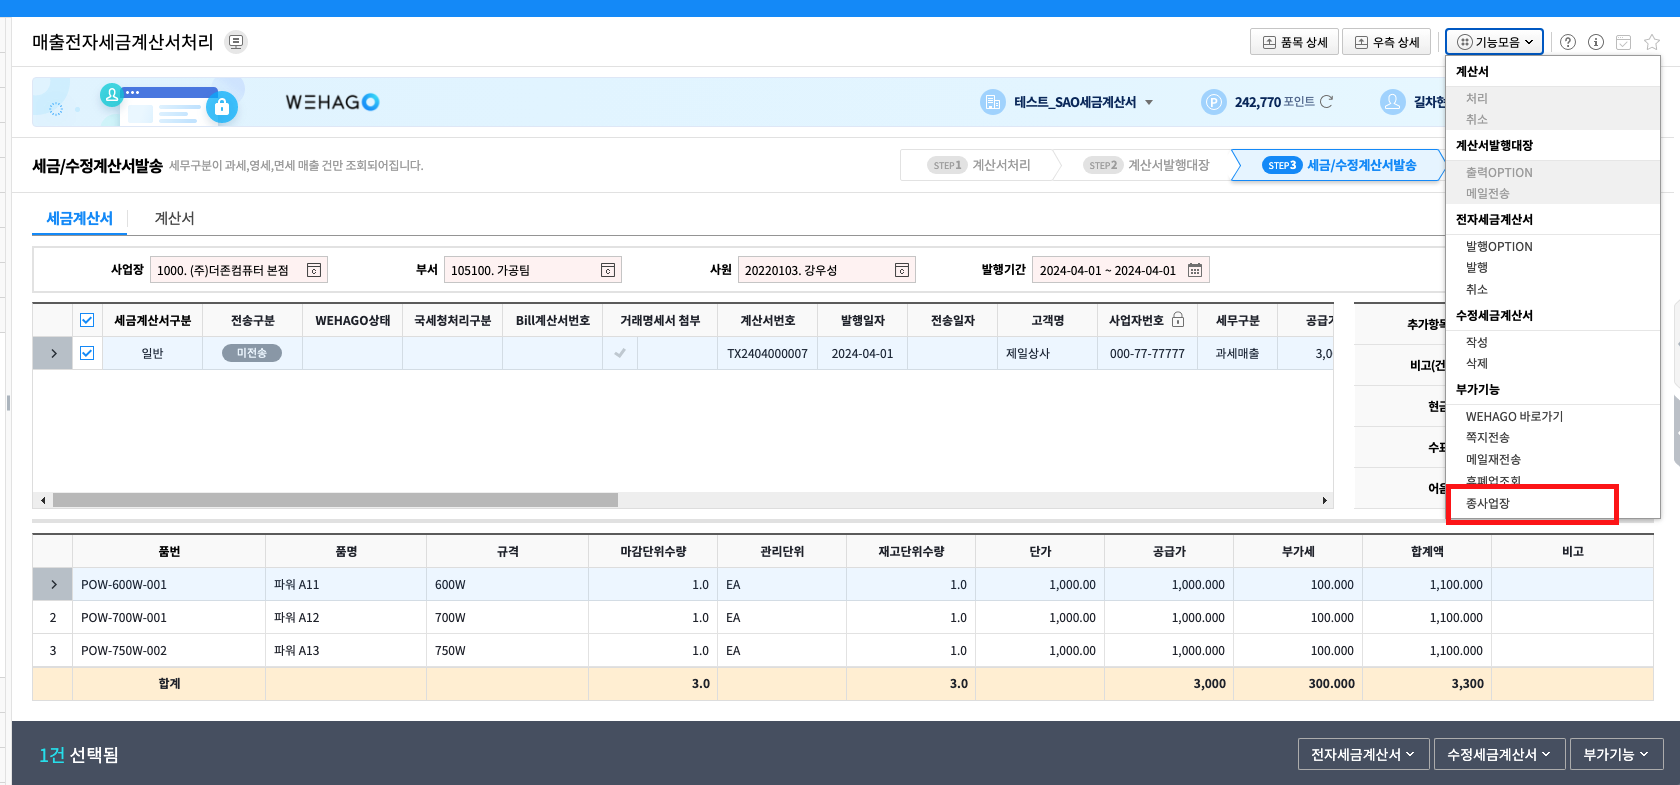 매출전자세금계산서처리
품목 상세
우측 상세
기능모음
WEHAGO
테스트_SAO세금계산서
242,770 포인트
길차현
세금/수정계산서발송 세무구분이 과세,영세,면세 매출 건만 조회되어집니다.
STEP1 계산서처리
STEP2 계산서발행대장
STEP3 세금/수정계산서발송
세금계산서
계산서
사업장 1000. (주)더존컴퓨터 본점
부서 105100. 가공팀
사원 20220103. 강우성
발행기간 2024-04-01 ~ 2024-04-01
세금계산서구분 전송구분 WEHAGO상태 국세청처리구분 Bill계산서번호 거래명세서 첨부 계산서번호 발행일자 전송일자 고객명 사업자번호 세무구분 공급가
일반 미전송 TX2404000007 2024-04-01 제일상사 000-77-77777 과세매출 3,0
추가항목
비고(건
현금
수표
어음
계산서
처리
취소
계산서발행대장
출력OPTION
메일전송
전자세금계산서
발행OPTION
발행
취소
수정세금계산서
작성
삭제
부가기능
WEHAGO 바로가기
쪽지전송
메일재전송
휴폐업조회
종사업장
품번 품명 규격 마감단위수량 관리단위 재고단위수량 단가 공급가 부가세 합계액 비고
POW-600W-001 파워 A11 600W 1.0 EA 1.0 1,000.00 1,000.000 100.000 1,100.000
2 POW-700W-001 파워 A12 700W 1.0 EA 1.0 1,000.00 1,000.000 100.000 1,100.000
3 POW-750W-002 파워 A13 750W 1.0 EA 1.0 1,000.00 1,000.000 100.000 1,100.000
합계 3.0 3.0 3,000 300.000 3,300
1건 선택됨
전자세금계산서
수정세금계산서
부가기능